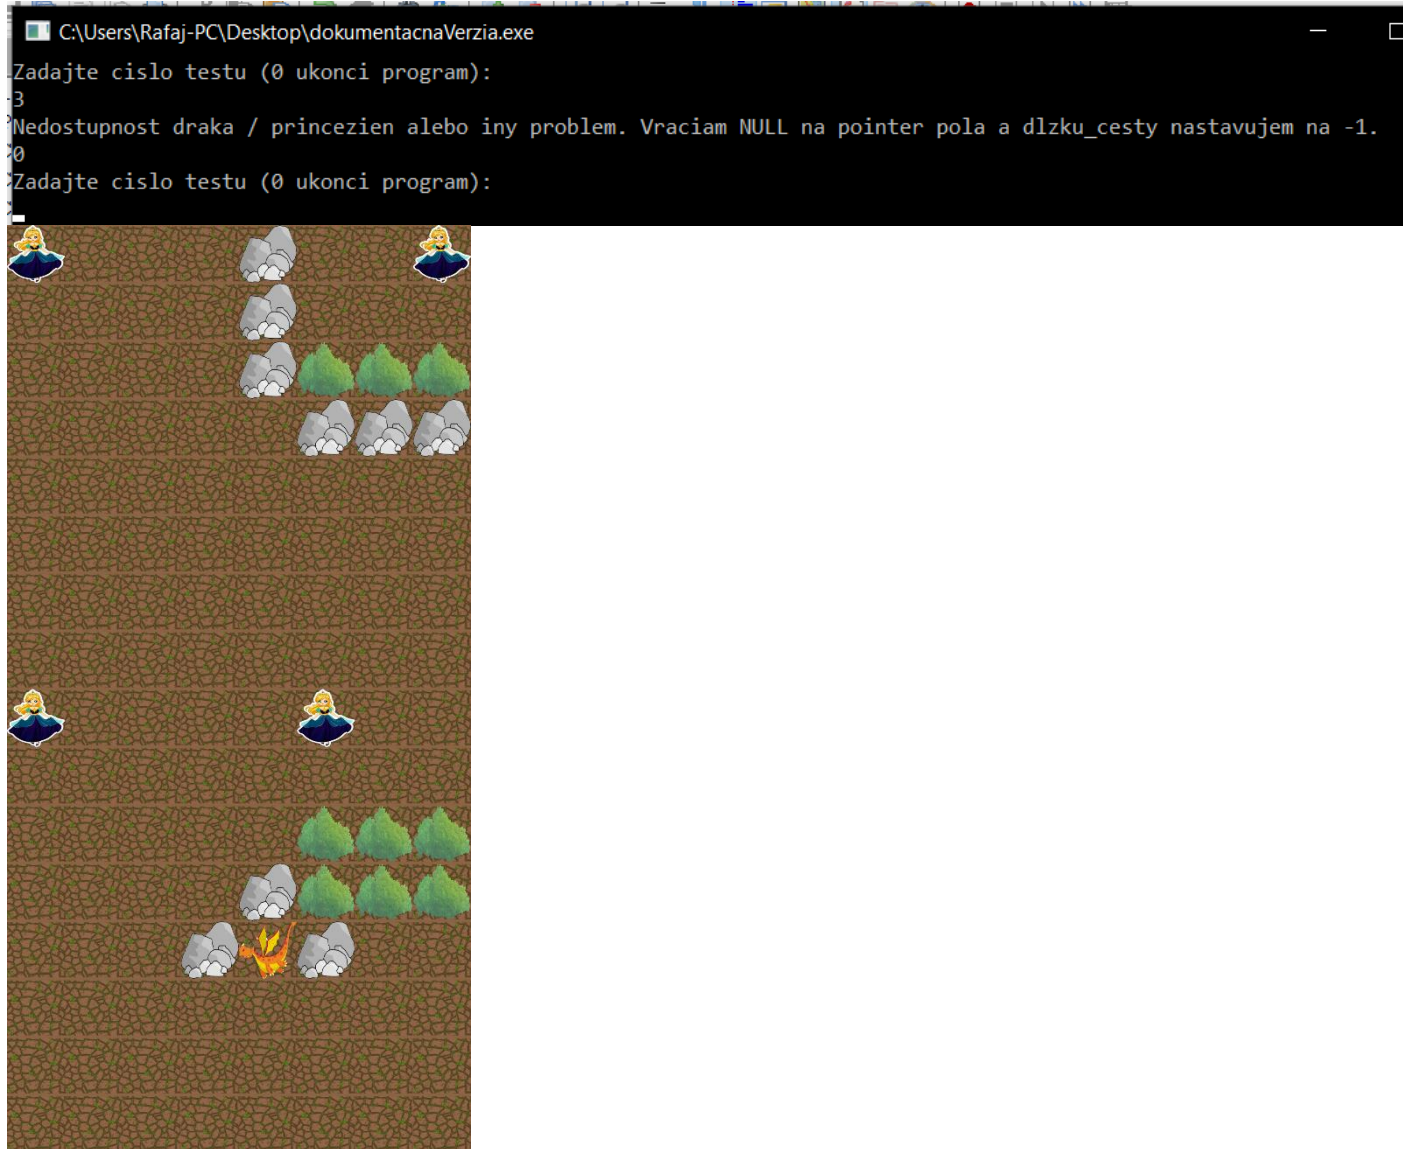 C:\Users\Rafaj-PC\Desktop\dokumentacnaVerzia.exe
Zadajte cislo testu (0 ukonci program):
3
Nedostupnost draka / princezien alebo iny problem. Vraciam NULL na pointer pola a dlzku_cesty nastavujem na -1.
0
Zadajte cislo testu (0 ukonci program):